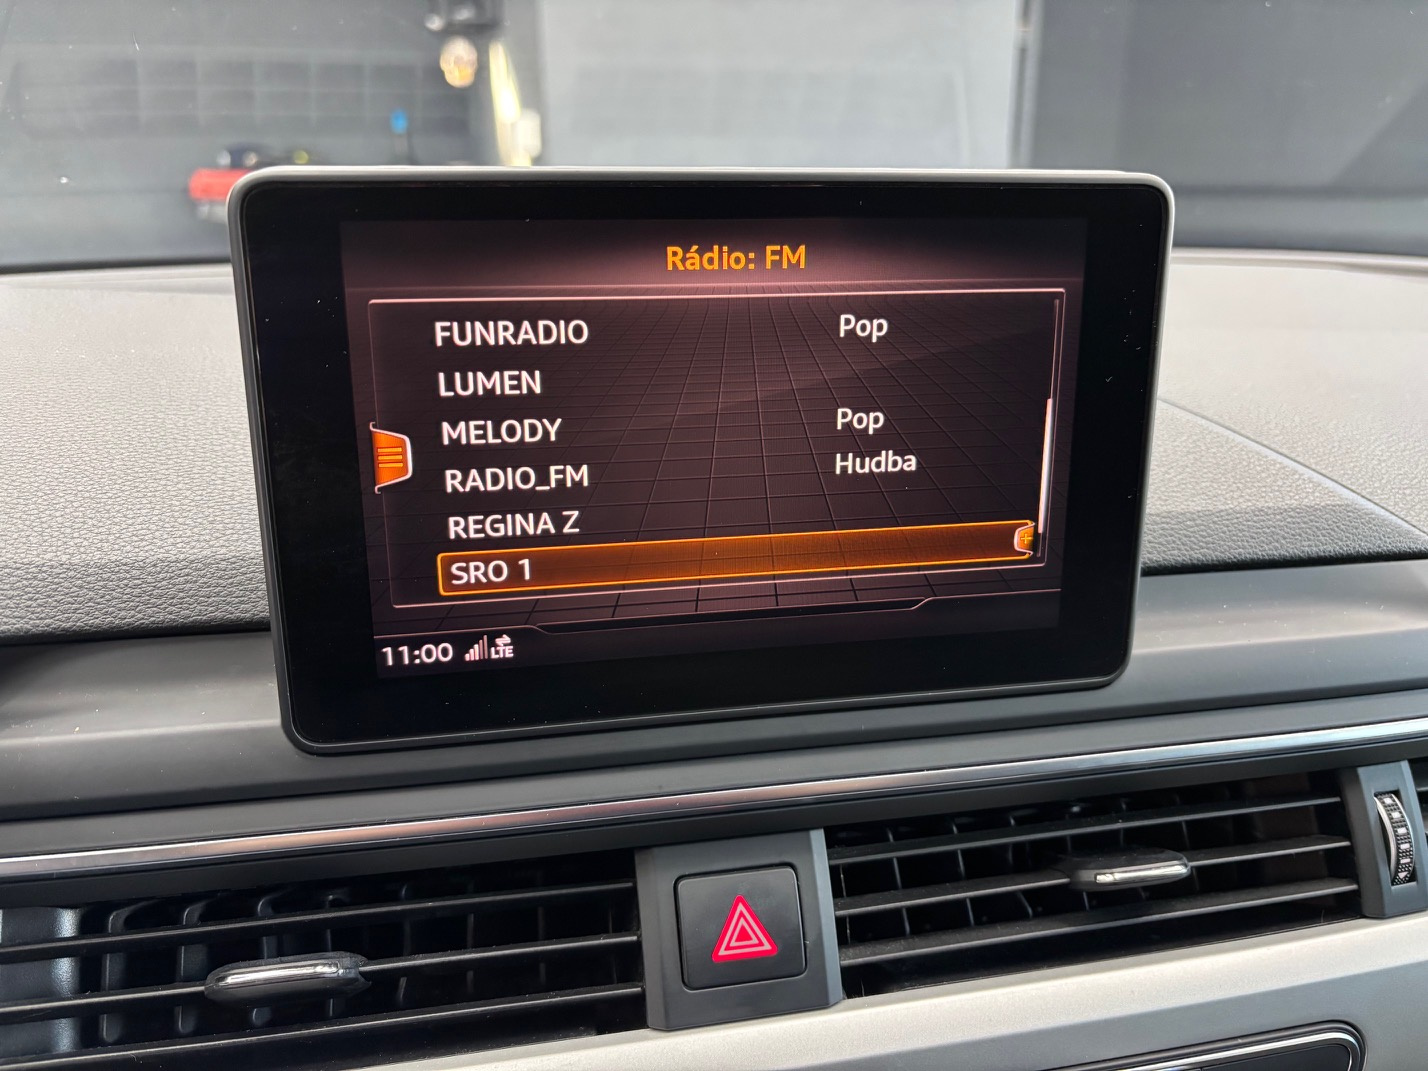 Rádio: FM
FUNRADIO Pop
LUMEN
MELODY Pop
RADIO_FM Hudba
REGINA Z
SRO 1
11:00 LTE